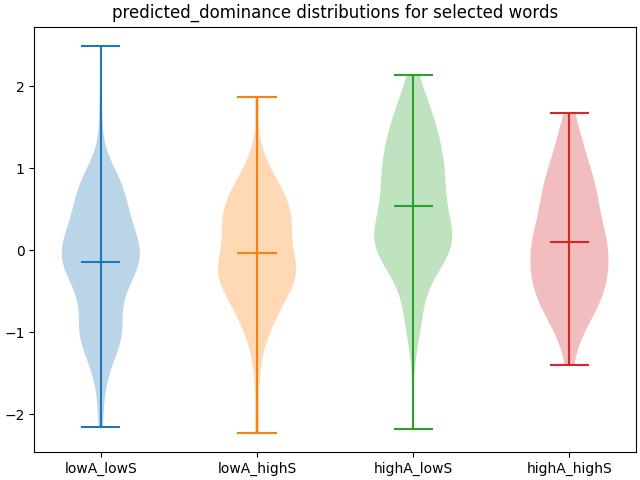 predicted_dominance distributions for selected words
2
1
0
−1
−2
lowA_lowS
lowA_highS
highA_lowS
highA_highS